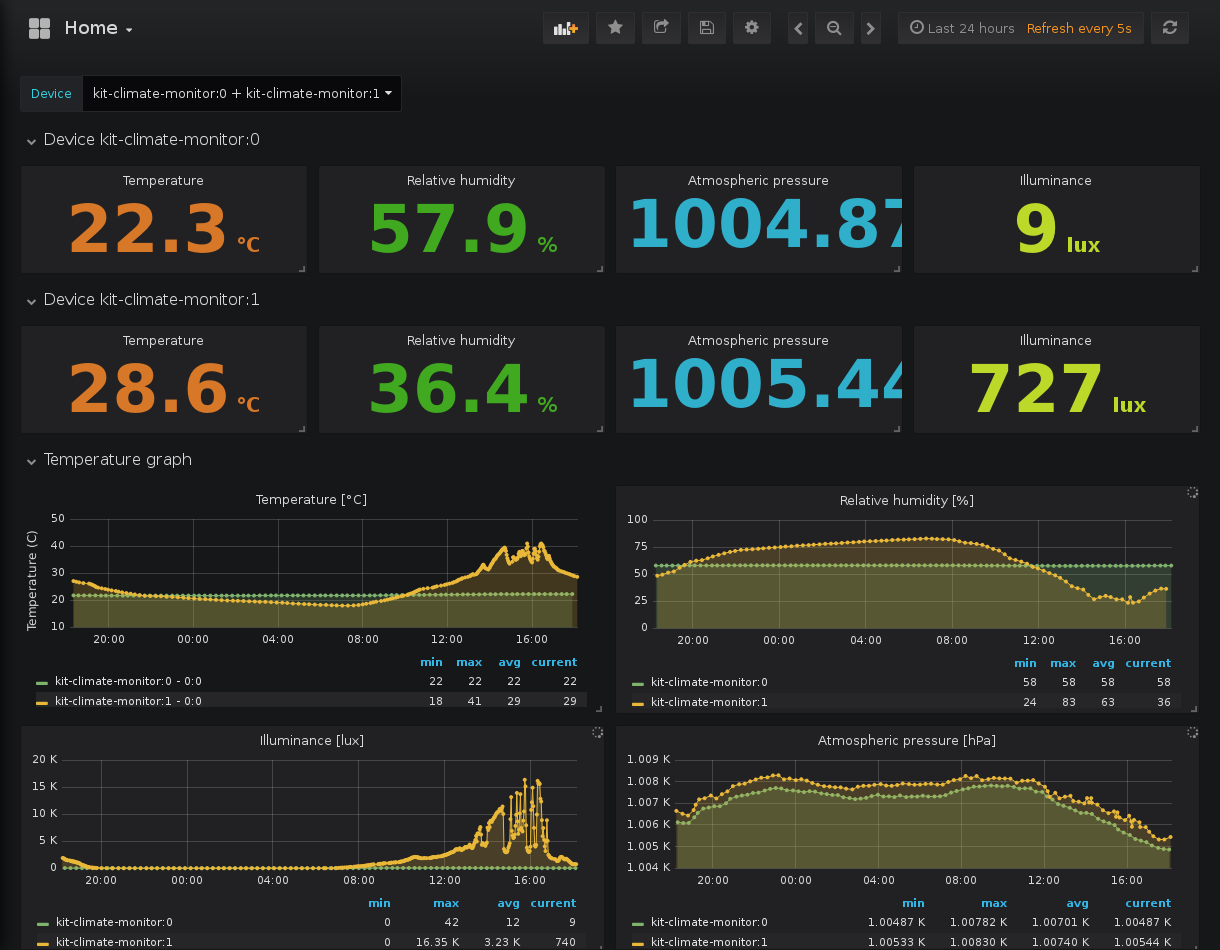 Home
Last 24 hours Refresh every 5s
Device kit-climate-monitor:0 + kit-climate-monitor:1
Device kit-climate-monitor:0
Temperature Relative humidity Atmospheric pressure Illuminance
22.3 °C 57.9 % 1004.87 9 lux
Device kit-climate-monitor:1
Temperature Relative humidity Atmospheric pressure Illuminance
28.6 °C 36.4 % 1005.44 727 lux
Temperature graph
Temperature [°C]
Temperature (C)
50
40
30
20
10
20:00 00:00 04:00 08:00 12:00 16:00
min max avg current
kit-climate-monitor:0 - 0:0 22 22 22 22
kit-climate-monitor:1 - 0:0 18 41 29 29
Relative humidity [%]
100
75
50
25
0
20:00 00:00 04:00 08:00 12:00 16:00
min max avg current
kit-climate-monitor:0 58 58 58 58
kit-climate-monitor:1 24 83 63 36
Illuminance [lux]
20 K
15 K
10 K
5 K
0
20:00 00:00 04:00 08:00 12:00 16:00
min max avg current
kit-climate-monitor:0 0 42 12 9
kit-climate-monitor:1 0 16.35 K 3.23 K 740
Atmospheric pressure [hPa]
1.009 K
1.008 K
1.007 K
1.006 K
1.005 K
1.004 K
20:00 00:00 04:00 08:00 12:00 16:00
min max avg current
kit-climate-monitor:0 1.00487 K 1.00782 K 1.00701 K 1.00487 K
kit-climate-monitor:1 1.00533 K 1.00830 K 1.00740 K 1.00544 K